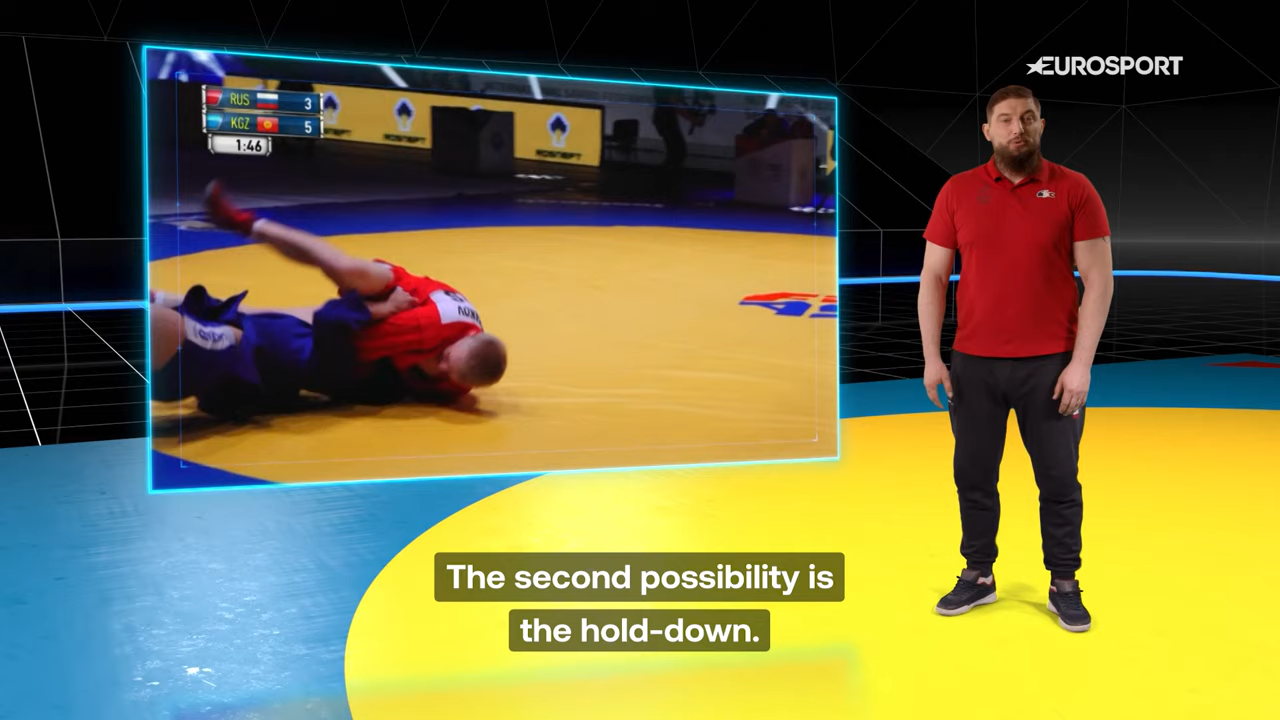 EUROSPORT
RUS 3
KGZ 5
1:46
The second possibility is
the hold-down.